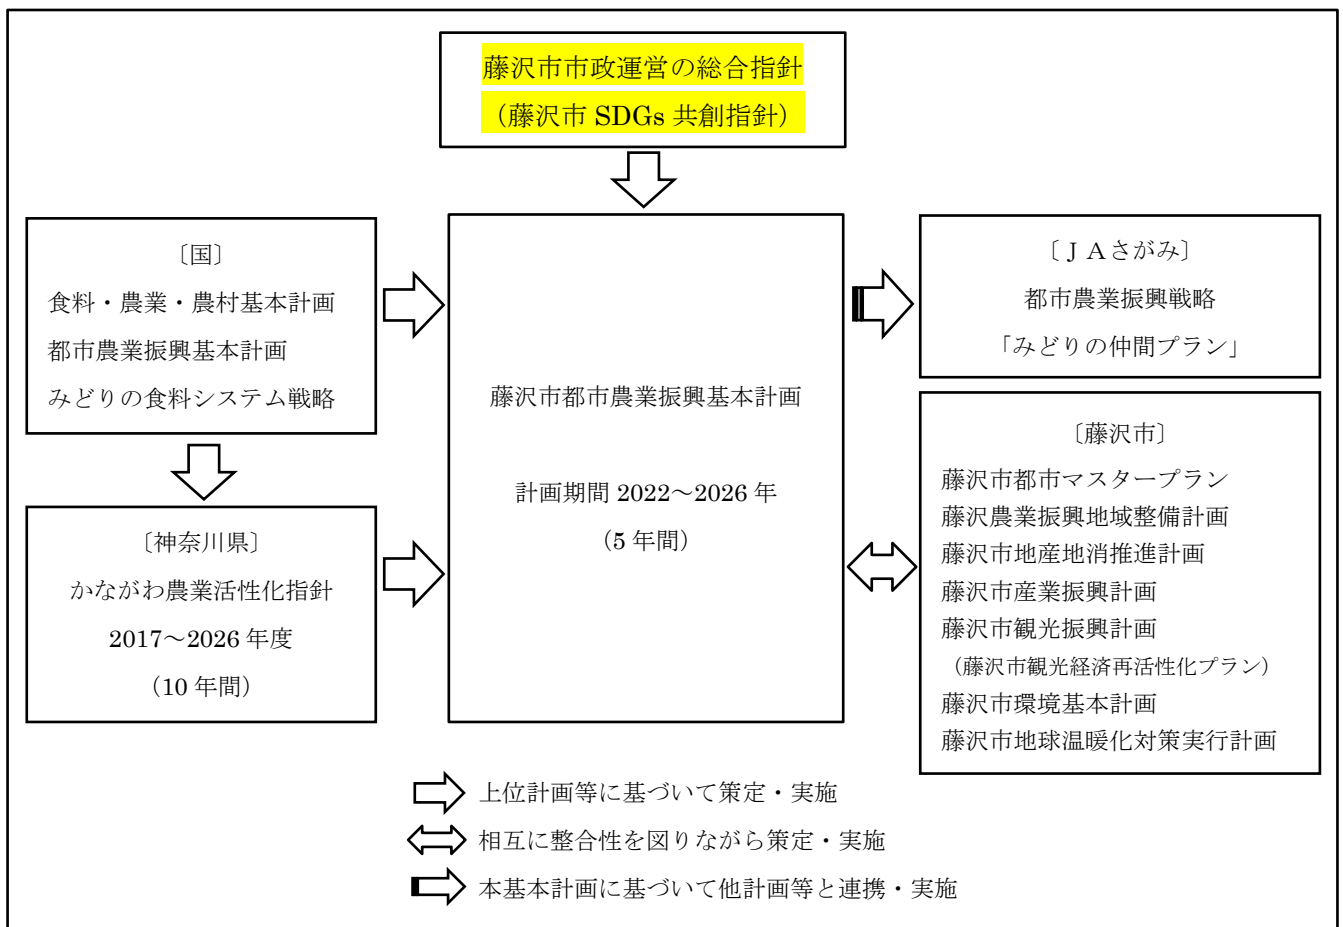 藤沢市市政運営の総合指針
（藤沢市 SDGs 共創指針）
〔国〕
食料・農業・農村基本計画
都市農業振興基本計画
みどりの食料システム戦略
〔神奈川県〕
かながわ農業活性化指針
2017～2026 年度
（10 年間）
藤沢市都市農業振興基本計画
計画期間 2022～2026 年
（5 年間）
〔ＪＡさがみ〕
都市農業振興戦略
「みどりの仲間プラン」
〔藤沢市〕
藤沢市都市マスタープラン
藤沢農業振興地域整備計画
藤沢市地産地消推進計画
藤沢市産業振興計画
藤沢市観光振興計画
（藤沢市観光経済再活性化プラン）
藤沢市環境基本計画
藤沢市地球温暖化対策実行計画
上位計画等に基づいて策定・実施
相互に整合性を図りながら策定・実施
本基本計画に基づいて他計画等と連携・実施